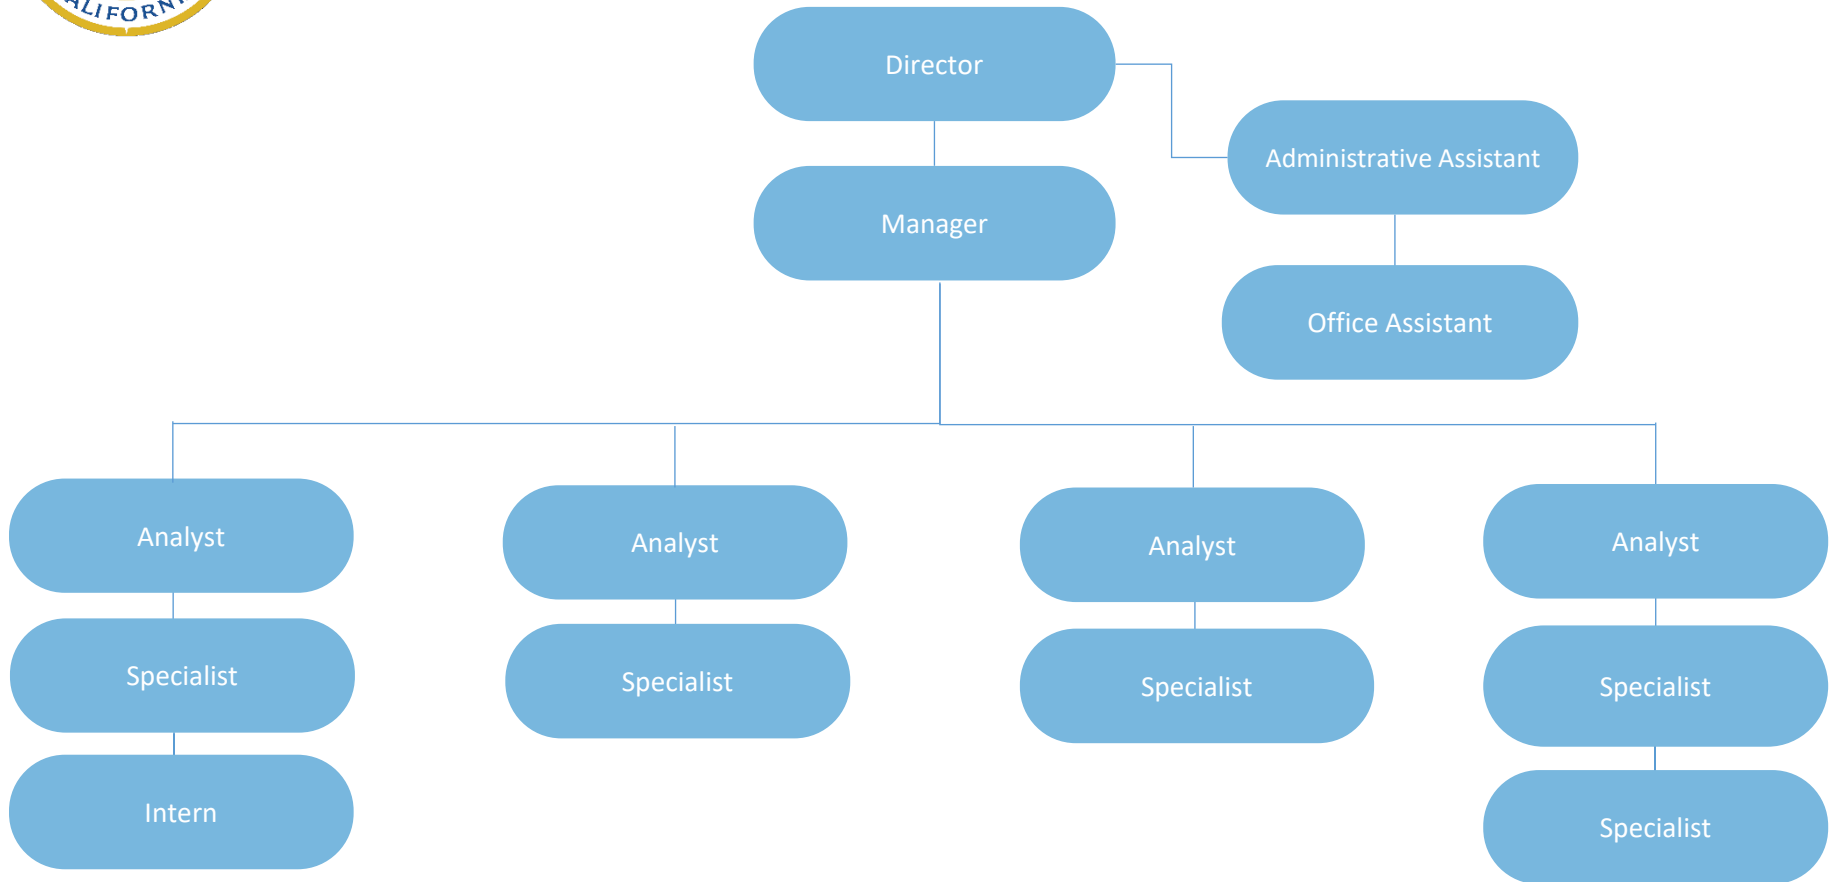 ALIFORN
Director
Administrative Assistant
Manager
Office Assistant
Analyst
Analyst
Analyst
Analyst
Specialist
Specialist
Specialist
Specialist
Intern
Specialist